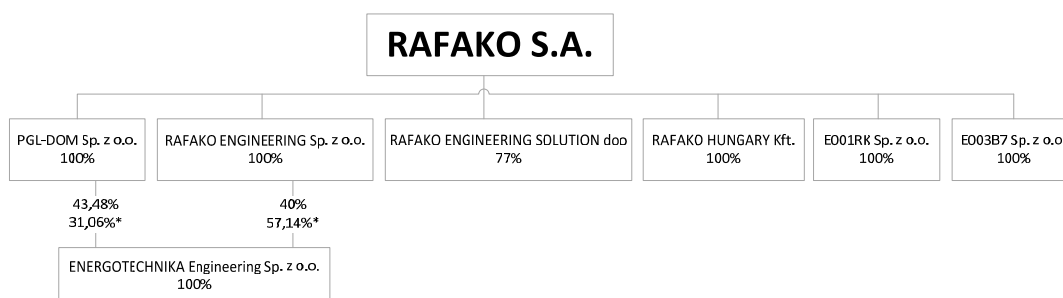 RAFAKO S.A.
PGL-DOM Sp. z o.o.
100%
RAFAKO ENGINEERING Sp. z o.o.
100%
RAFAKO ENGINEERING SOLUTION doo
77%
RAFAKO HUNGARY Kft.
100%
E001RK Sp. z o.o.
100%
E003B7 Sp. z o.o
100%
43,48%
31,06%*
40%
57,14%*
ENERGOTECHNIKA Engineering Sp. z o.o.
100%